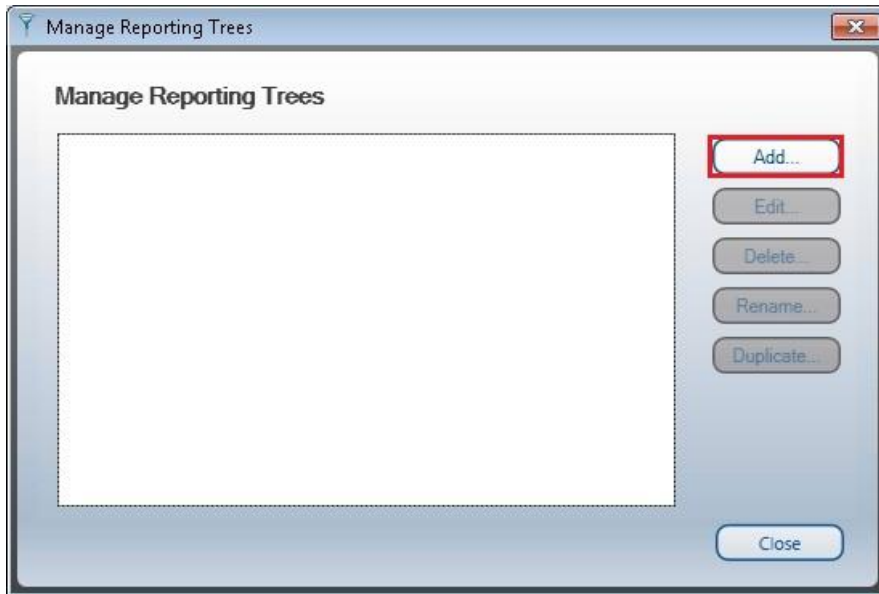 Manage Reporting Trees
Manage Reporting Trees
Add...
Edit...
Delete...
Rename...
Duplicate...
Close